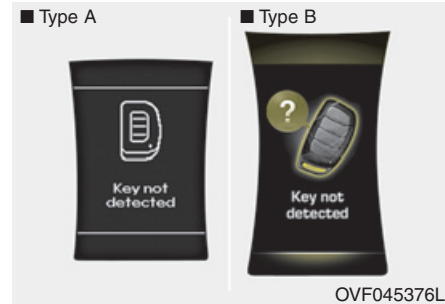 ■ Type A
■ Type B
Key not
detected
?
Key not
detected
OVF045376L